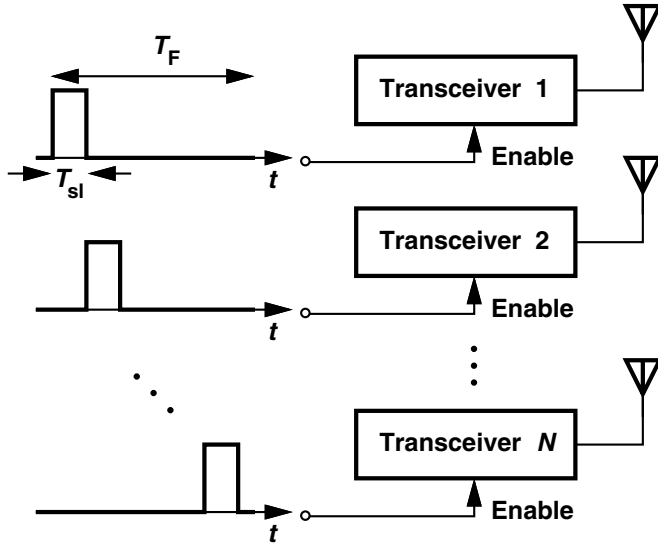 T_F
Transceiver 1
Enable
T_sl
t
Transceiver 2
Enable
t
Transceiver N
Enable
t